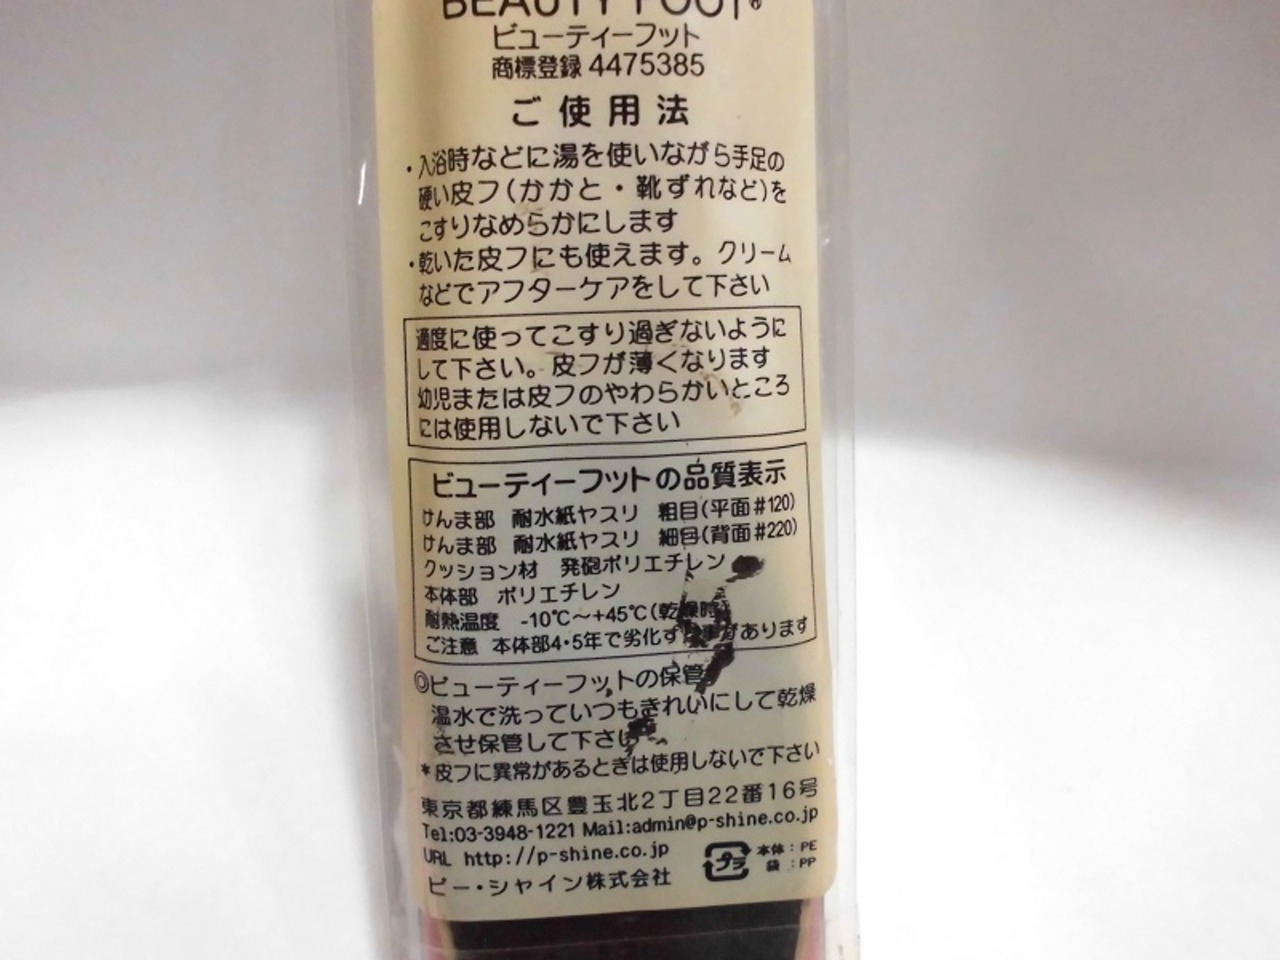 BEAUTY FOOT®
ビューティーフット
商標登録 4475385
ご使用法
・入浴時などに湯を使いながら手足の
硬い皮フ(かかと・靴ずれなど)を
こすりなめらかにします
・乾いた皮フにも使えます。クリーム
などでアフターケアをして下さい
適度に使ってこすり過ぎないように
して下さい。皮フが薄くなります
幼児または皮フのやわらかいところ
には使用しないで下さい
ビューティーフットの品質表示
けんま部 耐水紙ヤスリ 粗目(平面#120)
けんま部 耐水紙ヤスリ 細目(背面#220)
クッション材 発砲ポリエチレン
本体部 ポリエチレン
耐熱温度 -10℃～+45℃(乾燥時)
ご注意 本体部4・5年で劣化す事があります
◎ビューティーフットの保管
温水で洗っていつもきれいにして乾燥
させ保管して下さい
*皮フに異常があるときは使用しないで下さい
東京都練馬区豊玉北2丁目22番16号
Tel:03-3948-1221 Mail:admin@p-shine.co.jp
URL http://p-shine.co.jp
ピー・シャイン株式会社
プラ
本体:PE
袋:PP